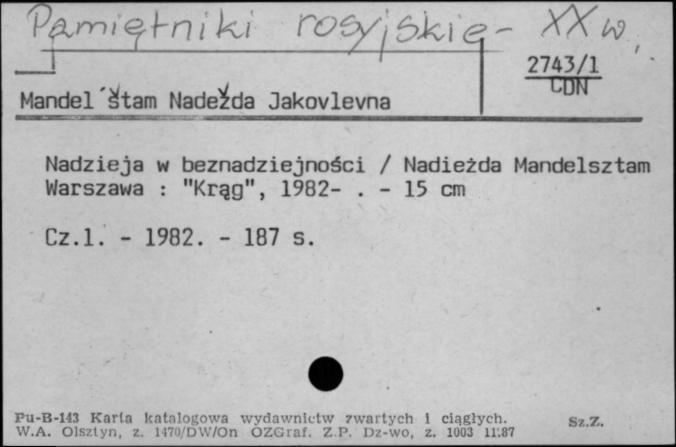 Pamiętniki rosyjskie - XX w.
2743/1
CDN
Mandel´štam Nadežda Jakovlevna
Nadzieja w beznadziejności / Nadieżda Mandelsztam
Warszawa : "Krąg", 1982- . - 15 cm
Cz.1. - 1982. - 187 s.
Pu-B-143 Karta katalogowa wydawnictw zwartych i ciągłych. Sz.Z.
W.A. Olsztyn, z. 1470/DW/On OZGraf. Z.P. Dz-wo, z. 1003 11.87